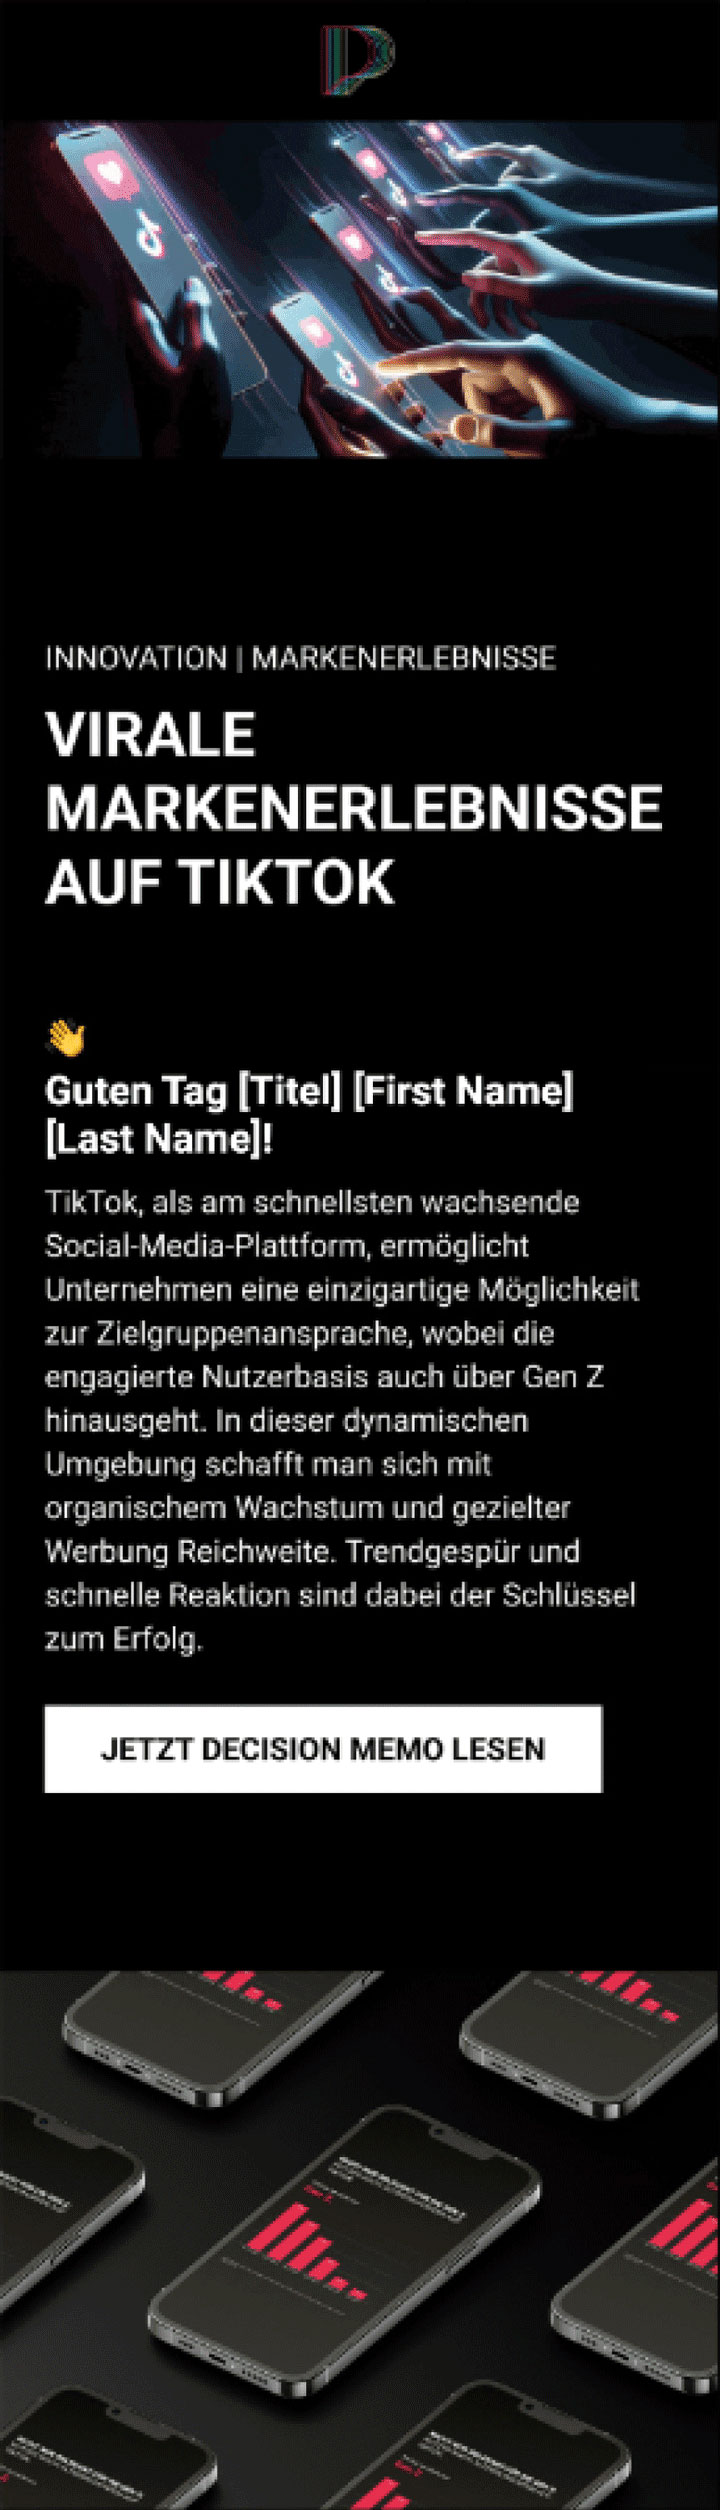 INNOVATION | MARKENERLEBNISSE
VIRALE
MARKENERLEBNISSE
AUF TIKTOK
Guten Tag [Titel] [First Name]
[Last Name]!
TikTok, als am schnellsten wachsende
Social-Media-Plattform, ermöglicht
Unternehmen eine einzigartige Möglichkeit
zur Zielgruppenansprache, wobei die
engagierte Nutzerbasis auch über Gen Z
hinausgeht. In dieser dynamischen
Umgebung schafft man sich mit
organischem Wachstum und gezielter
Werbung Reichweite. Trendgespür und
schnelle Reaktion sind dabei der Schlüssel
zum Erfolg.
JETZT DECISION MEMO LESEN